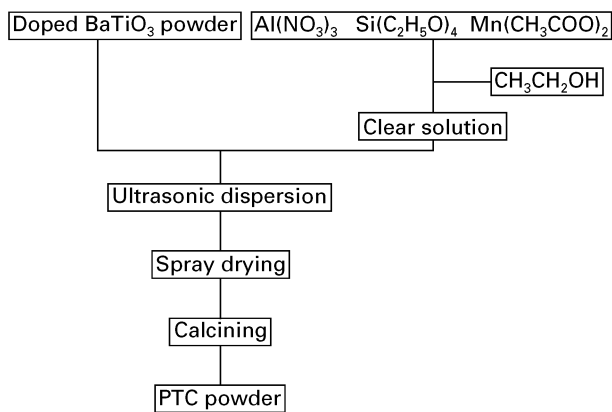 Doped BaTiO₃ powder
Al(NO₃)₃ Si(C₂H₅O)₄ Mn(CH₃COO)₂
CH₃CH₂OH
Clear solution
Ultrasonic dispersion
Spray drying
Calcining
PTC powder